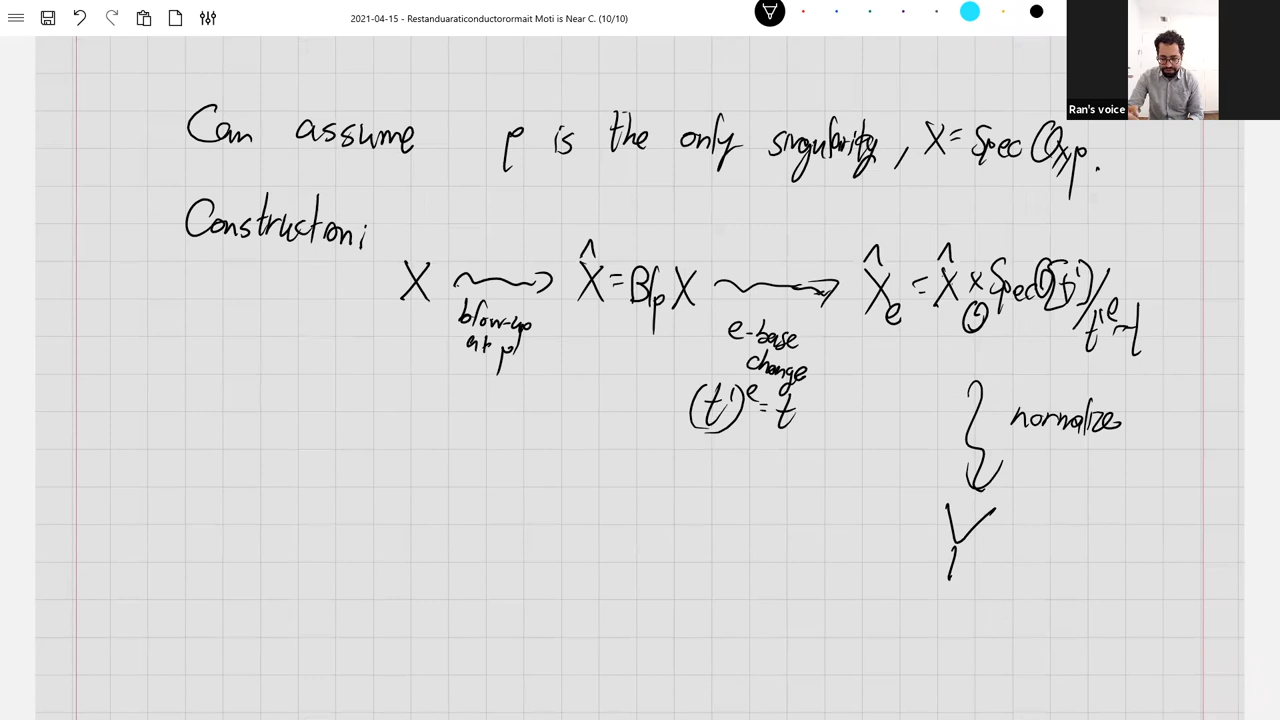 2021-04-15 - Restanduaraticonductorormait Moti is Near C. (10/10)
Ran's voice
Can assume p is the only singularity, X = Spec O_{X,p}.
Construction:
X ⟿ X̂ = Bl_p X ⟿ X̂_e = X̂ ×_O Spec O[t']/t'^e-t
blow-up at p
e-base change
(t')^e = t
normalize
Y